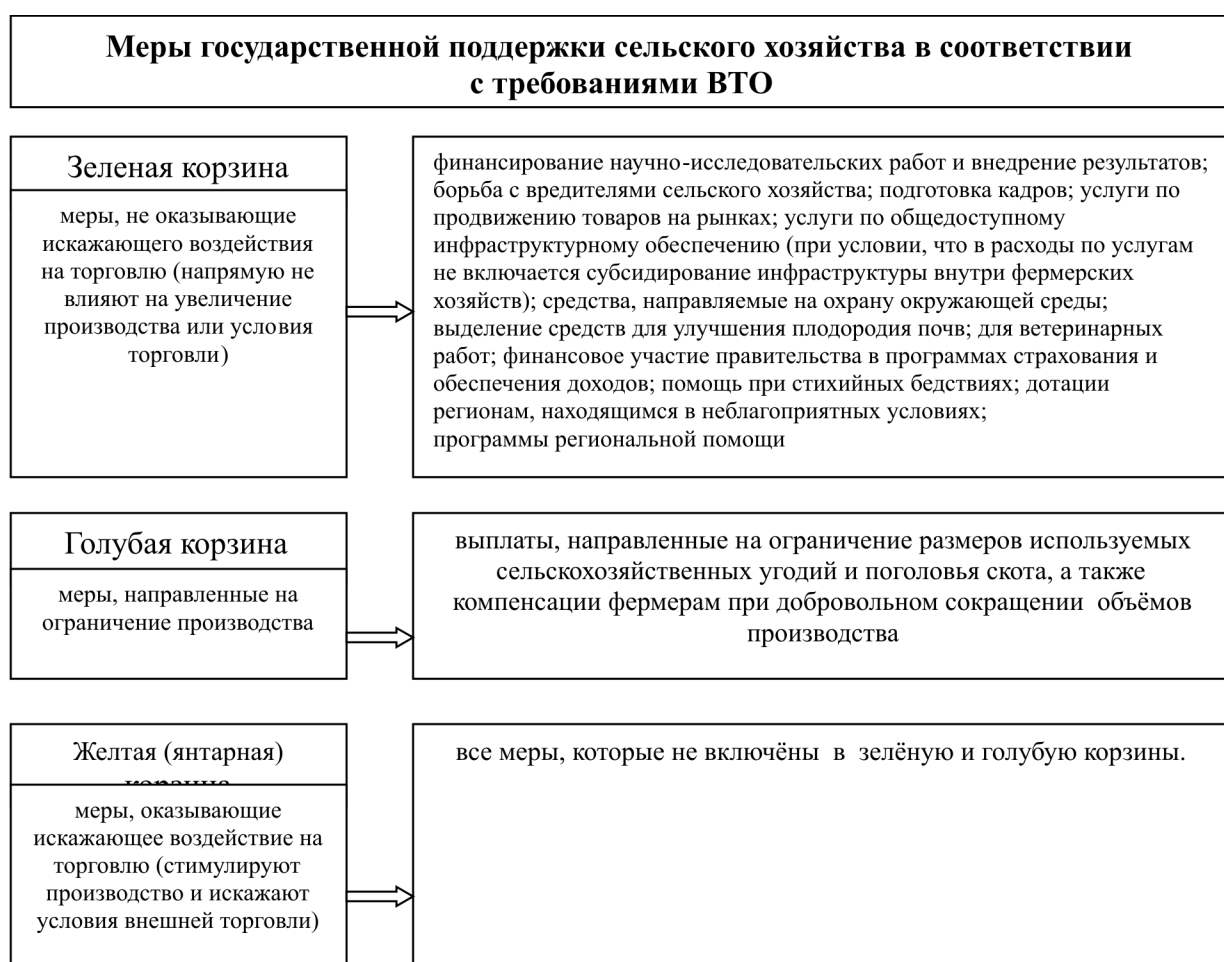 Меры государственной поддержки сельского хозяйства в соответствии
с требованиями ВТО
Зеленая корзина
меры, не оказывающие
искажающего воздействия
на торговлю (напрямую не
влияют на увеличение
производства или условия
торговли)
финансирование научно-исследовательских работ и внедрение результатов;
борьба с вредителями сельского хозяйства; подготовка кадров; услуги по
продвижению товаров на рынках; услуги по общедоступному
инфраструктурному обеспечению (при условии, что в расходы по услугам
не включается субсидирование инфраструктуры внутри фермерских
хозяйств); средства, направляемые на охрану окружающей среды;
выделение средств для улучшения плодородия почв; для ветеринарных
работ; финансовое участие правительства в программах страхования и
обеспечения доходов; помощь при стихийных бедствиях; дотации
регионам, находящимся в неблагоприятных условиях;
программы региональной помощи
Голубая корзина
меры, направленные на
ограничение производства
выплаты, направленные на ограничение размеров используемых
сельскохозяйственных угодий и поголовья скота, а также
компенсации фермерам при добровольном сокращении объёмов
производства
Желтая (янтарная)
корзина
меры, оказывающие
искажающее воздействие на
торговлю (стимулируют
производство и искажают
условия внешней торговли)
все меры, которые не включёны в зелёную и голубую корзины.